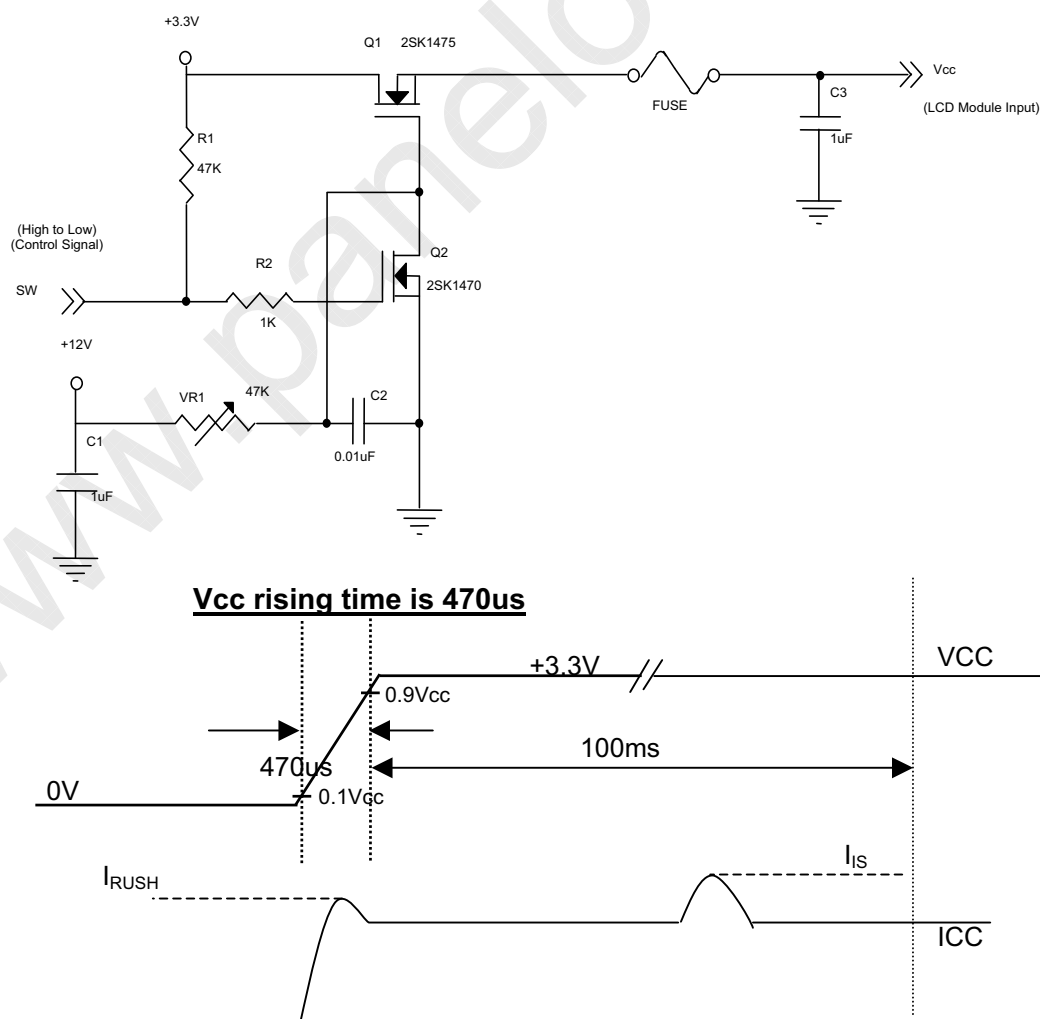 +3.3V
Q1 2SK1475
Vcc
FUSE
C3
(LCD Module Input)
R1
1uF
47K
(High to Low)
(Control Signal)
Q2
R2
SW
2SK1470
1K
+12V
VR1
47K
C2
C1
0.01uF
1uF
Vcc rising time is 470us
+3.3V
VCC
0.9Vcc
100ms
470us
0V
0.1Vcc
IIS
IRUSH
ICC
www.panelo